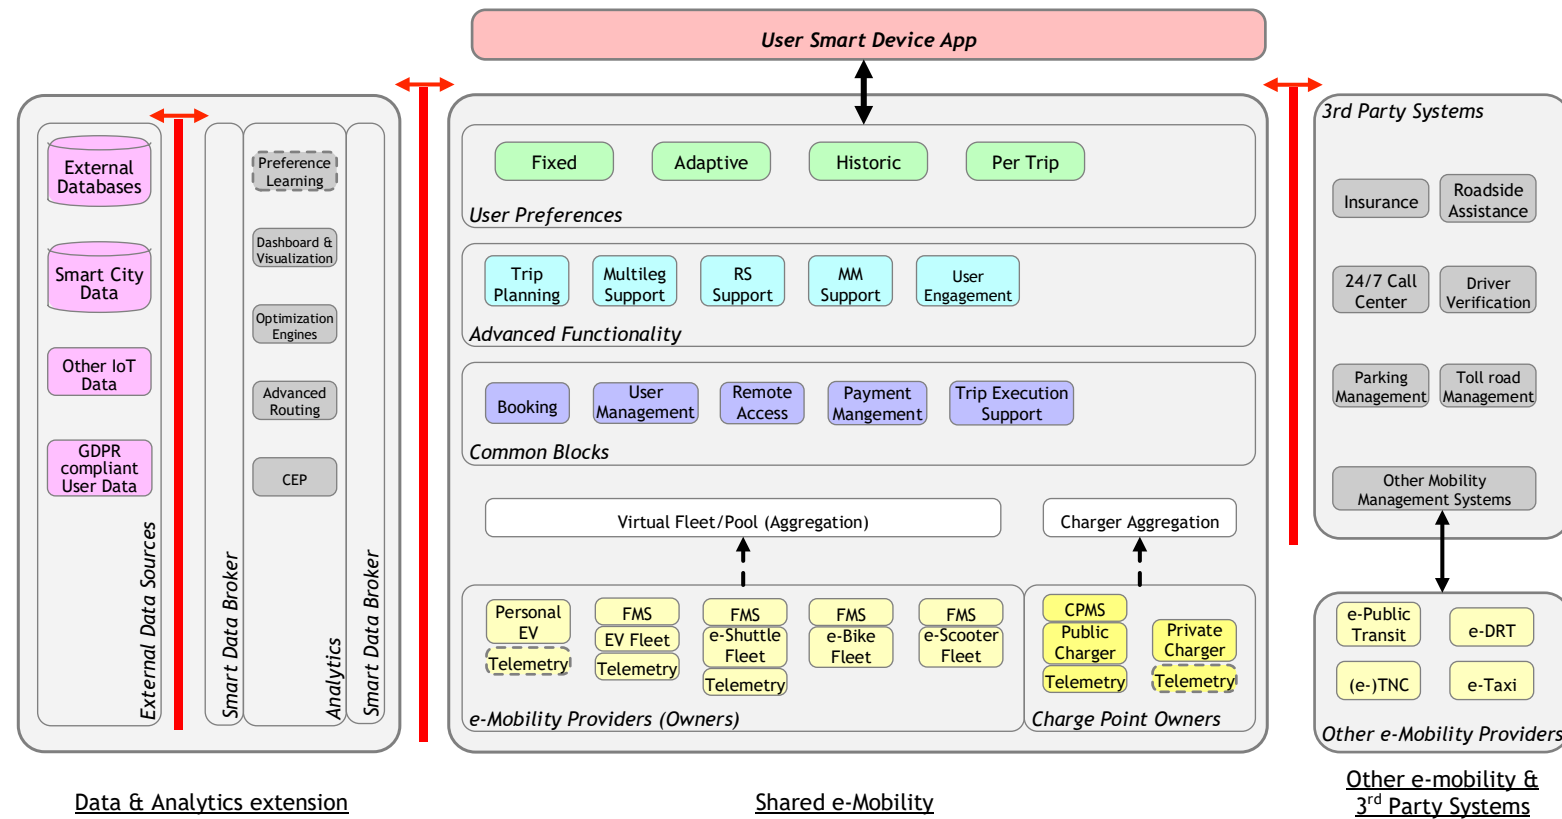 User Smart Device App
External
Databases
Smart City
Data
Other IoT
Data
GDPR
compliant
User Data
External Data Sources
Smart Data Broker
Preference
Learning
Dashboard &
Visualization
Optimization
Engines
Advanced
Routing
CEP
Analytics
Smart Data Broker
Data & Analytics extension
Fixed
Adaptive
Historic
Per Trip
User Preferences
Trip
Planning
Multileg
Support
RS
Support
MM
Support
User
Engagement
Advanced Functionality
Booking
User
Management
Remote
Access
Payment
Mangement
Trip Execution
Support
Common Blocks
Virtual Fleet/Pool (Aggregation)
Charger Aggregation
Personal
EV
Telemetry
FMS
EV Fleet
Telemetry
FMS
e-Shuttle
Fleet
Telemetry
FMS
e-Bike
Fleet
FMS
e-Scooter
Fleet
e-Mobility Providers (Owners)
CPMS
Public
Charger
Telemetry
Private
Charger
Telemetry
Charge Point Owners
Shared e-Mobility
3rd Party Systems
Insurance
Roadside
Assistance
24/7 Call
Center
Driver
Verification
Parking
Management
Toll road
Management
Other Mobility
Management Systems
e-Public
Transit
e-DRT
(e-)TNC
e-Taxi
Other e-Mobility Providers
Other e-mobility &
3rd Party Systems